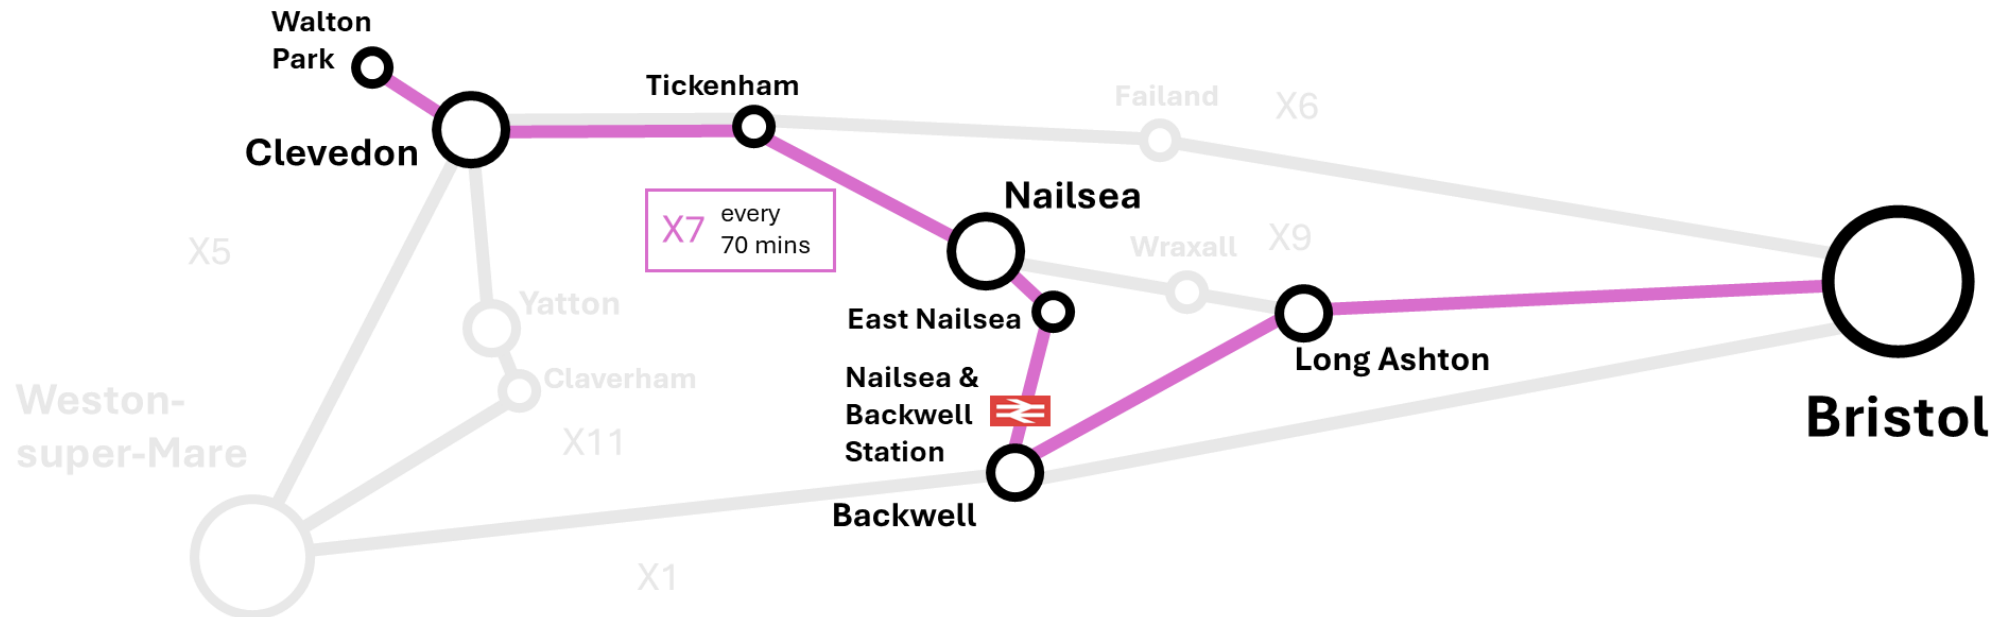 Walton
Park
Tickenham
Failand
X6
Clevedon
Nailsea
X7
every
70 mins
X5
Wraxall
X9
Yatton
East Nailsea
Long Ashton
Claverham
Nailsea &
Backwell
Station
Weston-
super-Mare
Bristol
X11
Backwell
X1